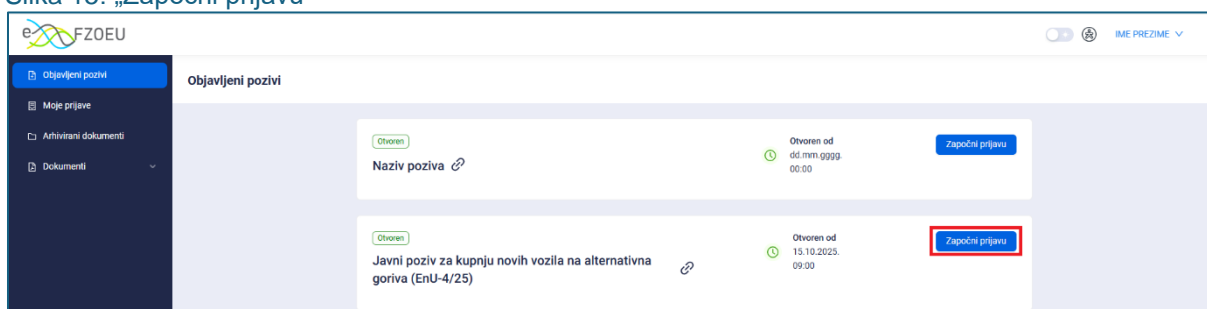 Slika 15. „Započni prijavu“
eFZOEU
IME PREZIME
Objavljeni pozivi
Moje prijave
Arhivirani dokumenti
Dokumenti
Objavljeni pozivi
Otvoren
Naziv poziva
Otvoren od
dd.mm.gggg.
00:00
Započni prijavu
Otvoren
Javni poziv za kupnju novih vozila na alternativna
goriva (EnU-4/25)
Otvoren od
15.10.2025.
09:00
Započni prijavu